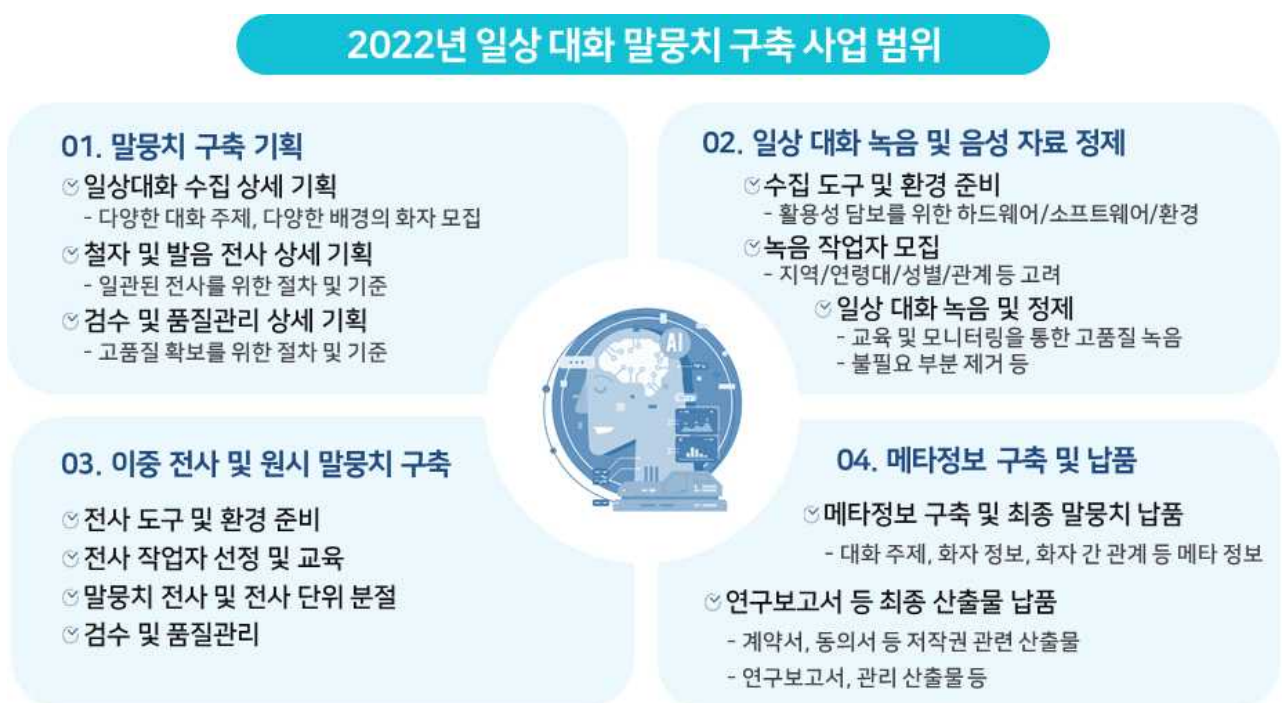 2022년 일상 대화 말뭉치 구축 사업 범위
01. 말뭉치 구축 기획
일상대화 수집 상세 기획
- 다양한 대화 주제, 다양한 배경의 화자 모집
철자 및 발음 전사 상세 기획
- 일관된 전사를 위한 절차 및 기준
검수 및 품질관리 상세 기획
- 고품질 확보를 위한 절차 및 기준
02. 일상 대화 녹음 및 음성 자료 정제
수집 도구 및 환경 준비
- 활용성 담보를 위한 하드웨어/소프트웨어/환경
녹음 작업자 모집
- 지역/연령대/성별/관계 등 고려
일상 대화 녹음 및 정제
- 교육 및 모니터링을 통한 고품질 녹음
- 불필요 부분 제거 등
AI
03. 이중 전사 및 원시 말뭉치 구축
전사 도구 및 환경 준비
전사 작업자 선정 및 교육
말뭉치 전사 및 전사 단위 분절
검수 및 품질관리
04. 메타정보 구축 및 납품
메타정보 구축 및 최종 말뭉치 납품
- 대화 주제, 화자 정보, 화자 간 관계 등 메타 정보
연구보고서 등 최종 산출물 납품
- 계약서, 동의서 등 저작권 관련 산출물
- 연구보고서, 관리 산출물 등